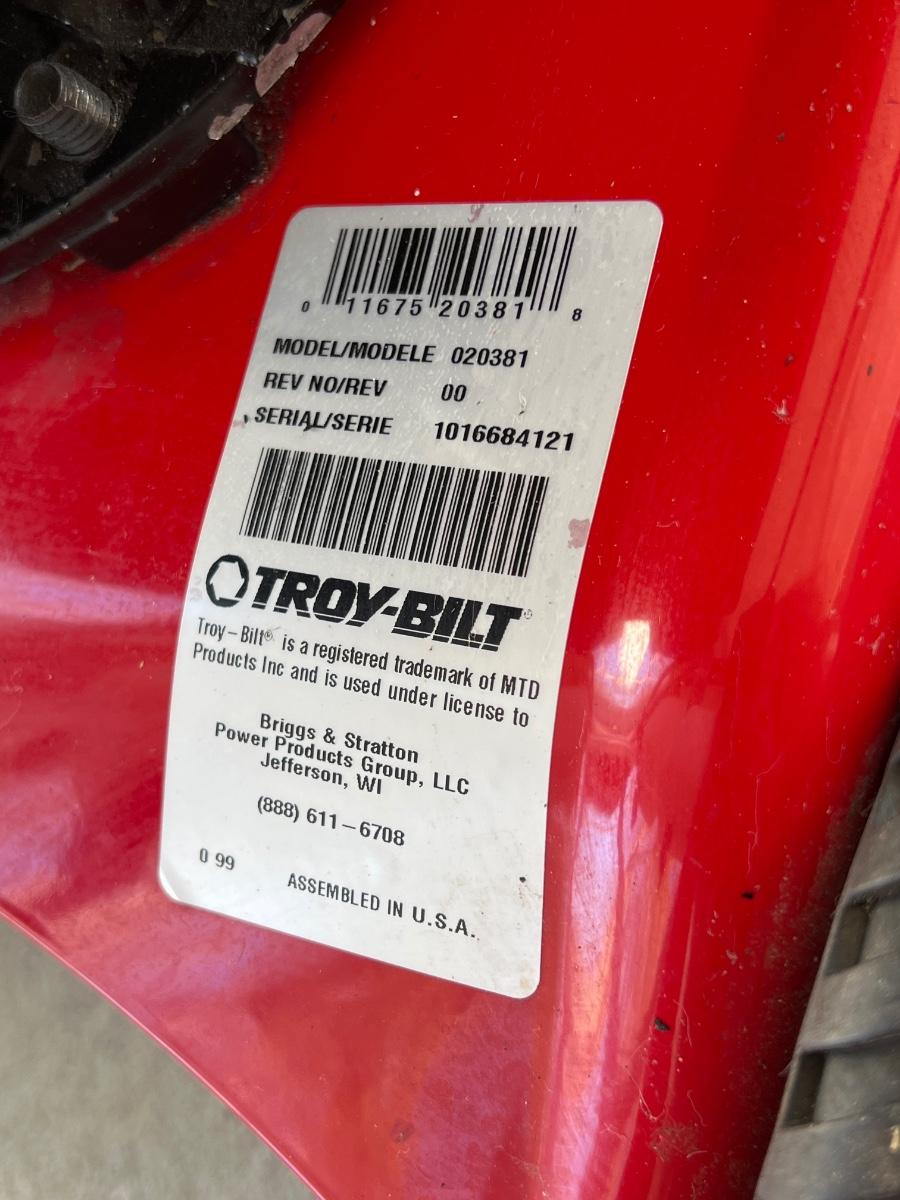 0 11675 20381 8
MODEL/MODELE 020381
REV NO/REV 00
SERIAL/SERIE 1016684121
TROY-BILT®
Troy-Bilt® is a registered trademark of MTD
Products Inc and is used under license to
Briggs & Stratton
Power Products Group, LLC
Jefferson, WI
(888) 611-6708
0 99
ASSEMBLED IN U.S.A.